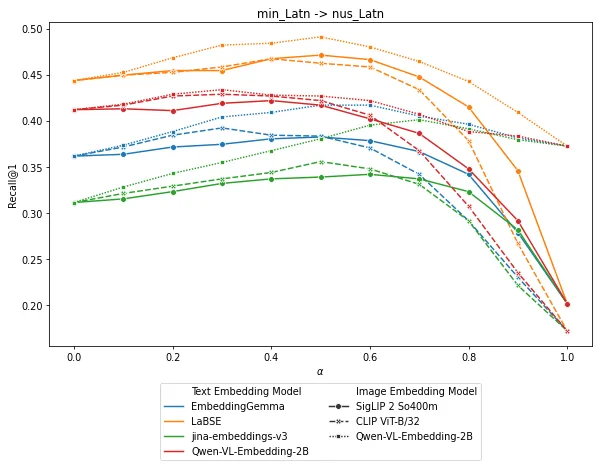 min_Latn -> nus_Latn
0.50
0.45
0.40
0.35
0.30
0.25
0.20
Recall@1
0.0 0.2 0.4 0.6 0.8 1.0
α
Text Embedding Model Image Embedding Model
EmbeddingGemma SigLIP 2 So400m
LaBSE CLIP ViT-B/32
jina-embeddings-v3 Qwen-VL-Embedding-2B
Qwen-VL-Embedding-2B